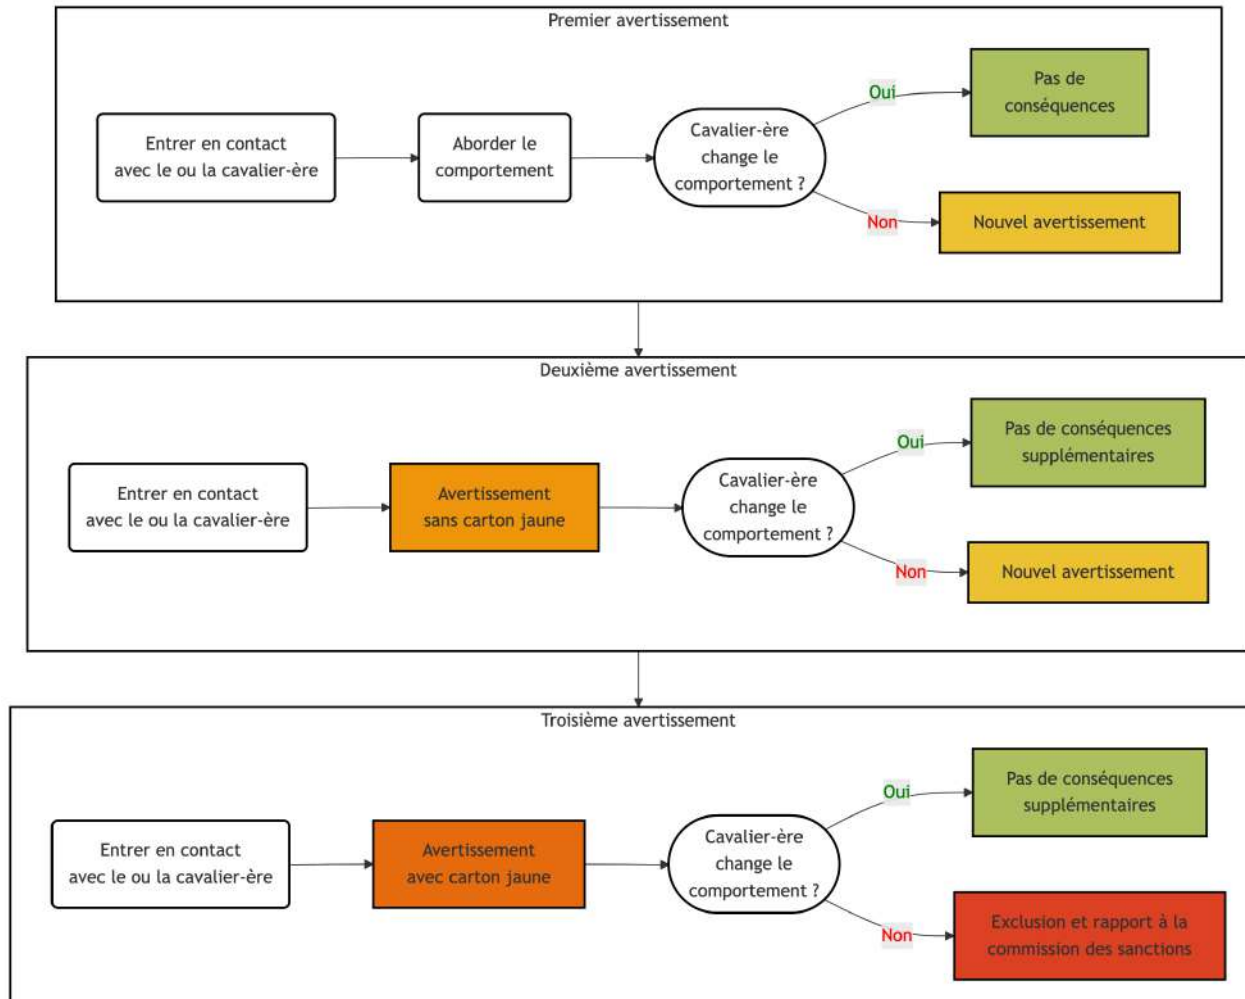 Premier avertissement
Entrer en contact
avec le ou la cavalier-ère
Aborder le
comportement
Cavalier-ère
change le
comportement ?
Oui
Pas de
conséquences
Non
Nouvel avertissement
Deuxième avertissement
Entrer en contact
avec le ou la cavalier-ère
Avertissement
sans carton jaune
Cavalier-ère
change le
comportement ?
Oui
Pas de conséquences
supplémentaires
Non
Nouvel avertissement
Troisième avertissement
Entrer en contact
avec le ou la cavalier-ère
Avertissement
avec carton jaune
Cavalier-ère
change le
comportement ?
Oui
Pas de conséquences
supplémentaires
Non
Exclusion et rapport à la
commission des sanctions